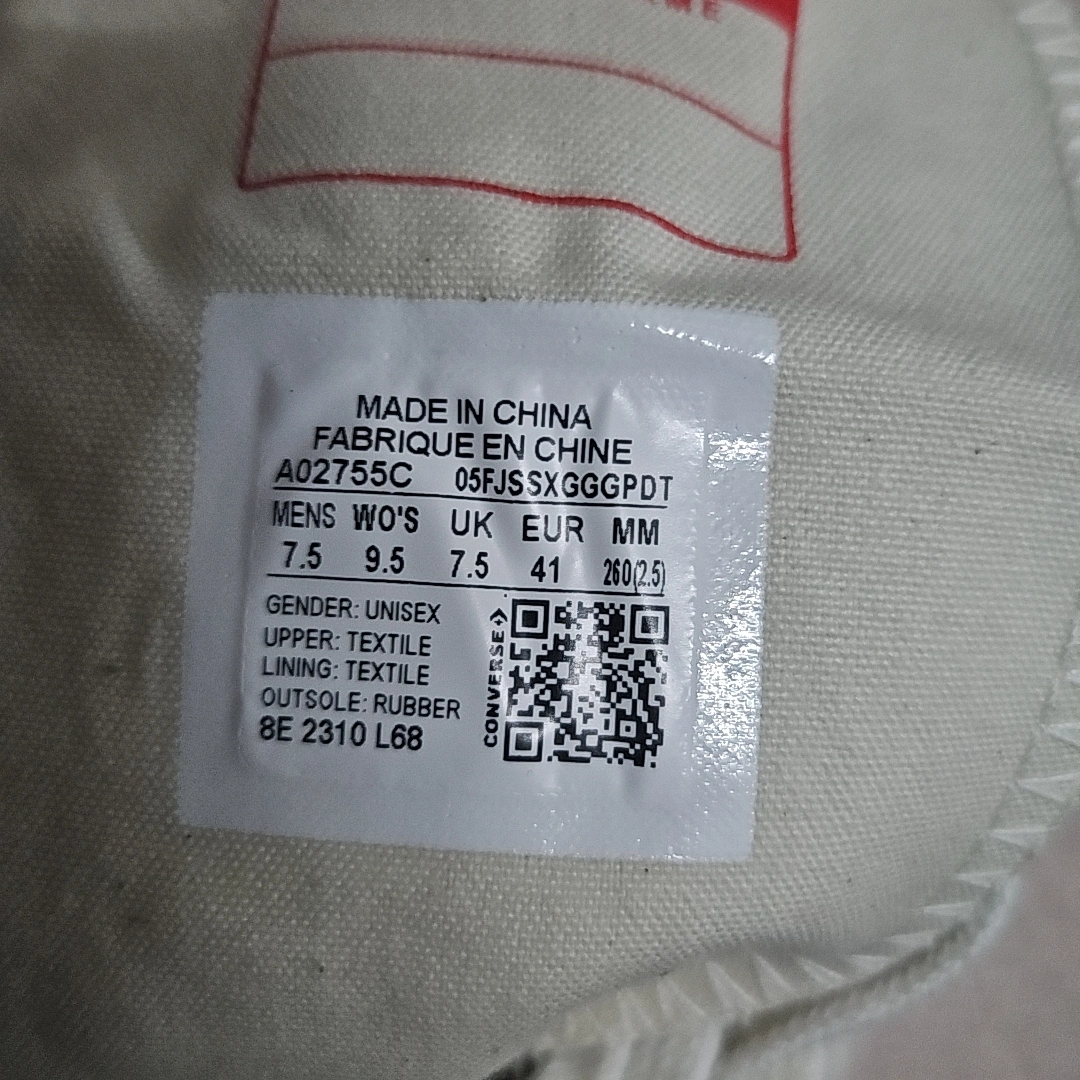 MADE IN CHINA
FABRIQUE EN CHINE
A02755C 05FJSSXGGGPDT
MENS WO'S UK EUR MM
7.5 9.5 7.5 41 260(2.5)
GENDER: UNISEX
UPPER: TEXTILE
LINING: TEXTILE
OUTSOLE: RUBBER
8E 2310 L68
CONVERSE